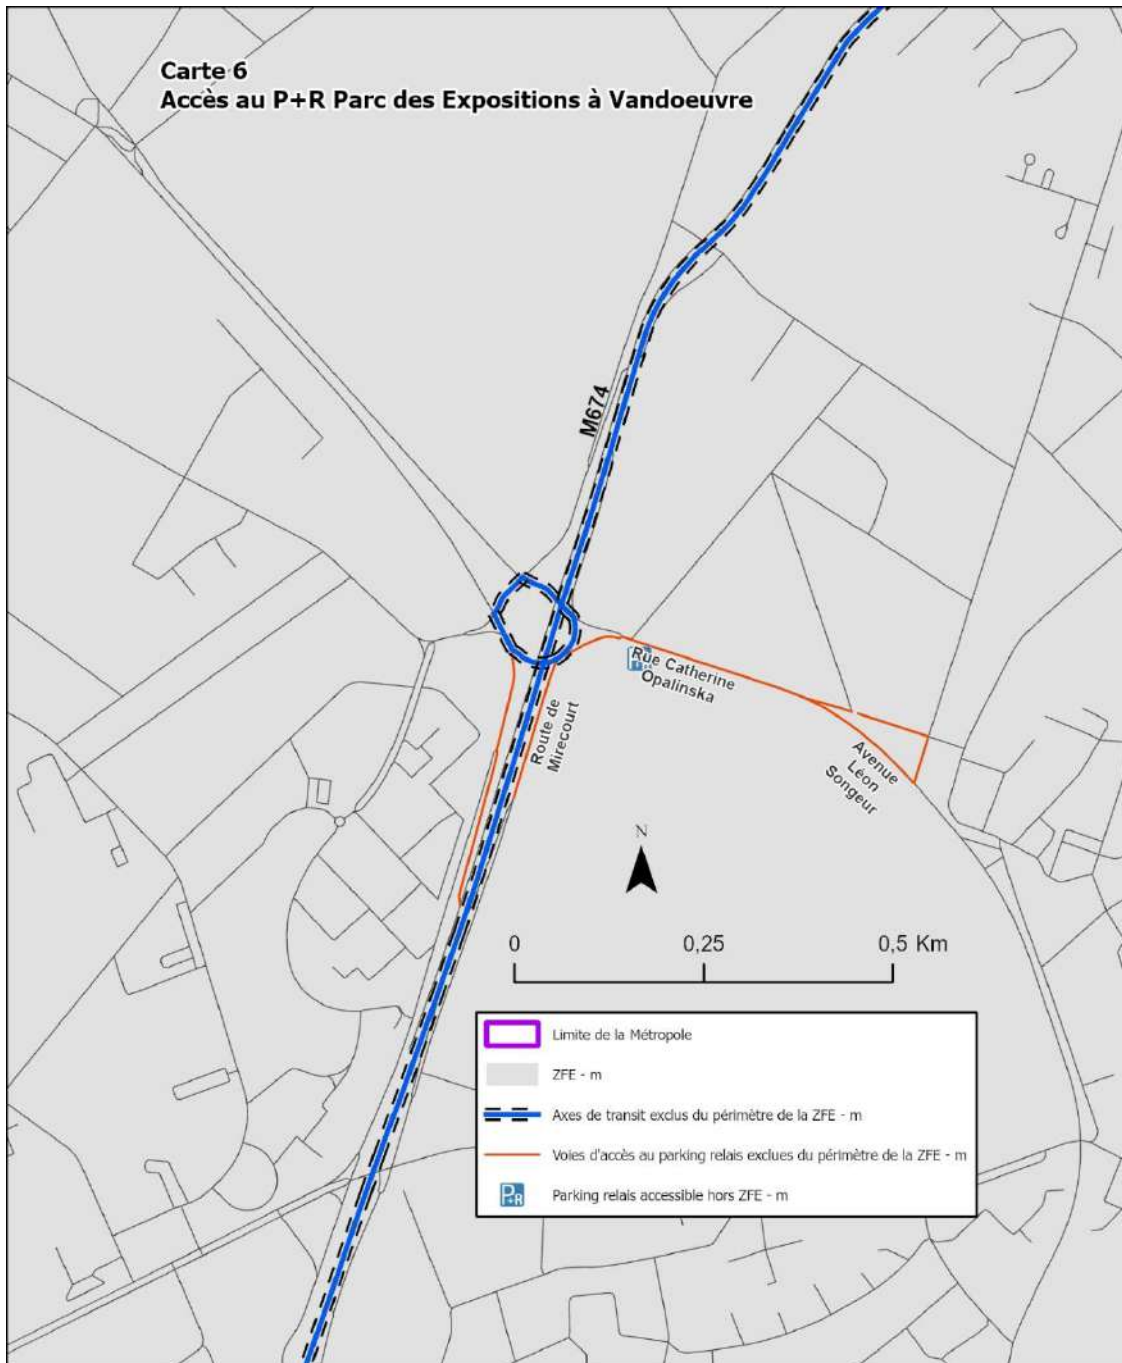 Carte 6
Accès au P+R Parc des Expositions à Vandoeuvre
M674
P+R
Rue Catherine
Opalinska
Route de
Mirecourt
Avenue
Léon
Songeur
N
0
0,25
0,5 Km
Limite de la Métropole
ZFE - m
Axes de transit exclus du périmètre de la ZFE - m
Voies d'accès au parking relais exclues du périmètre de la ZFE - m
P+R
Parking relais accessible hors ZFE - m